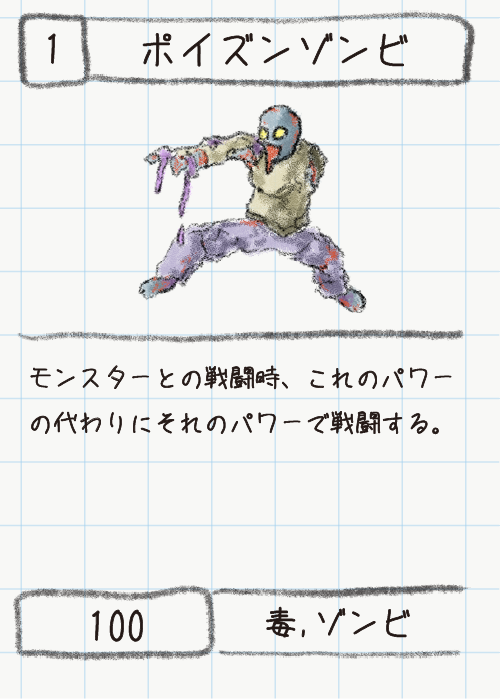 1
ポイズンゾンビ
モンスターとの戦闘時、これのパワー
の代わりにそれのパワーで戦闘する。
100
毒,ゾンビ